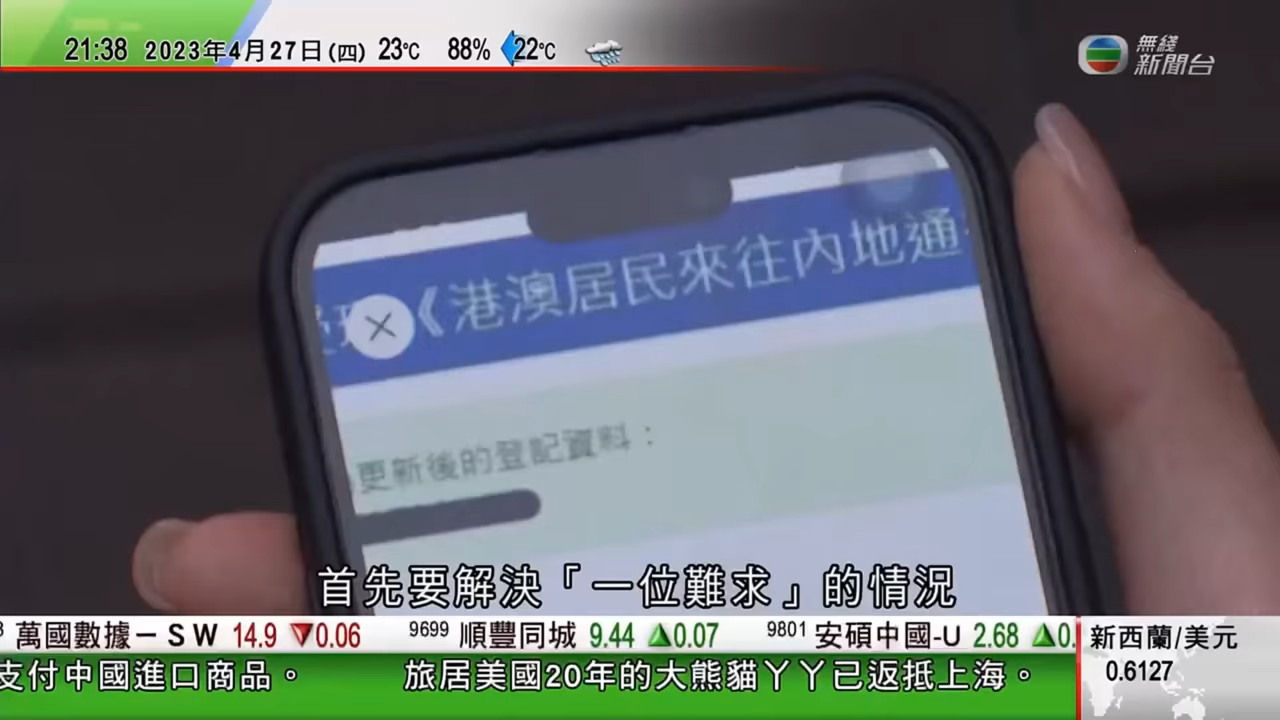 21:38 2023年4月27日(四) 23℃ 88% 22℃
無綫
新聞台
《港澳居民來往內地通
更新後的登記資料：
首先要解決「一位難求」的情況
萬國數據－SW 14.9 ▼0.06 9699 順豐同城 9.44 ▲0.07 9801 安碩中國-U 2.68 ▲0.
新西蘭/美元
0.6127
支付中國進口商品。 旅居美國20年的大熊貓丫丫已返抵上海。